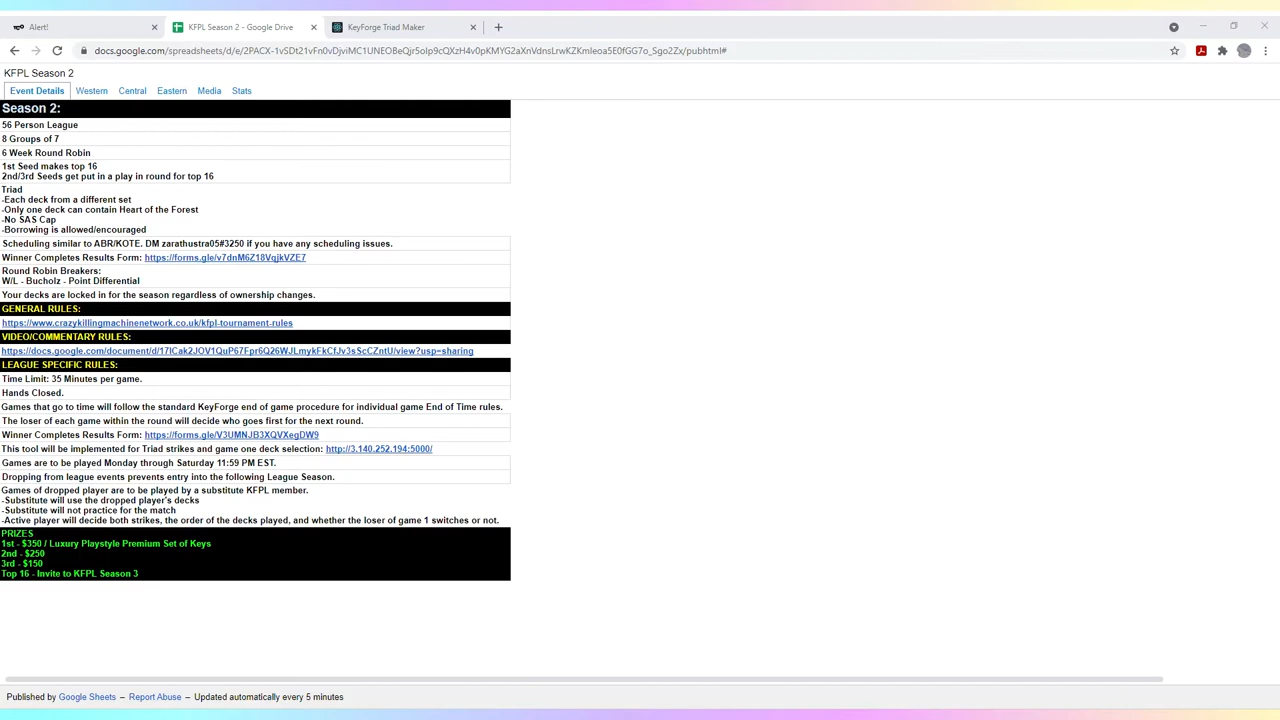 Alert!
KFPL Season 2 - Google Drive
KeyForge Triad Maker
docs.google.com/spreadsheets/d/e/2PACX-1vSDt21vFn0vDjviMC1UNEOBeQjr5oIp9cQXzH4v0pKMYG2aXnVdnsLrwKZKmIeoa5E0fGG7o_Sgo2Zx/pubhtml#
KFPL Season 2
Event Details Western Central Eastern Media Stats
Season 2:
56 Person League
8 Groups of 7
6 Week Round Robin
1st Seed makes top 16
2nd/3rd Seeds get put in a play in round for top 16
Triad
-Each deck from a different set
-Only one deck can contain Heart of the Forest
-No SAS Cap
-Borrowing is allowed/encouraged
Scheduling similar to ABR/KOTE. DM zarathustra05#3250 if you have any scheduling issues.
Winner Completes Results Form: https://forms.gle/v7dnM6Z18VqjkVZE7
Round Robin Breakers:
W/L - Bucholz - Point Differential
Your decks are locked in for the season regardless of ownership changes.
GENERAL RULES:
https://www.crazykillingmachinenetwork.co.uk/kfpl-tournament-rules
VIDEO/COMMENTARY RULES:
https://docs.google.com/document/d/17ICak2JOV1QuP67Fpr6Q26WJLmykFkCfJv3sScCZntU/view?usp=sharing
LEAGUE SPECIFIC RULES:
Time Limit: 35 Minutes per game.
Hands Closed.
Games that go to time will follow the standard KeyForge end of game procedure for individual game End of Time rules.
The loser of each game within the round will decide who goes first for the next round.
Winner Completes Results Form: https://forms.gle/V3UMNJB3XQVXegDW9
This tool will be implemented for Triad strikes and game one deck selection: http://3.140.252.194:5000/
Games are to be played Monday through Saturday 11:59 PM EST.
Dropping from league events prevents entry into the following League Season.
Games of dropped player are to be played by a substitute KFPL member.
-Substitute will use the dropped player's decks
-Substitute will not practice for the match
-Active player will decide both strikes, the order of the decks played, and whether the loser of game 1 switches or not.
PRIZES
1st - $350 / Luxury Playstyle Premium Set of Keys
2nd - $250
3rd - $150
Top 16 - Invite to KFPL Season 3
Published by Google Sheets – Report Abuse – Updated automatically every 5 minutes